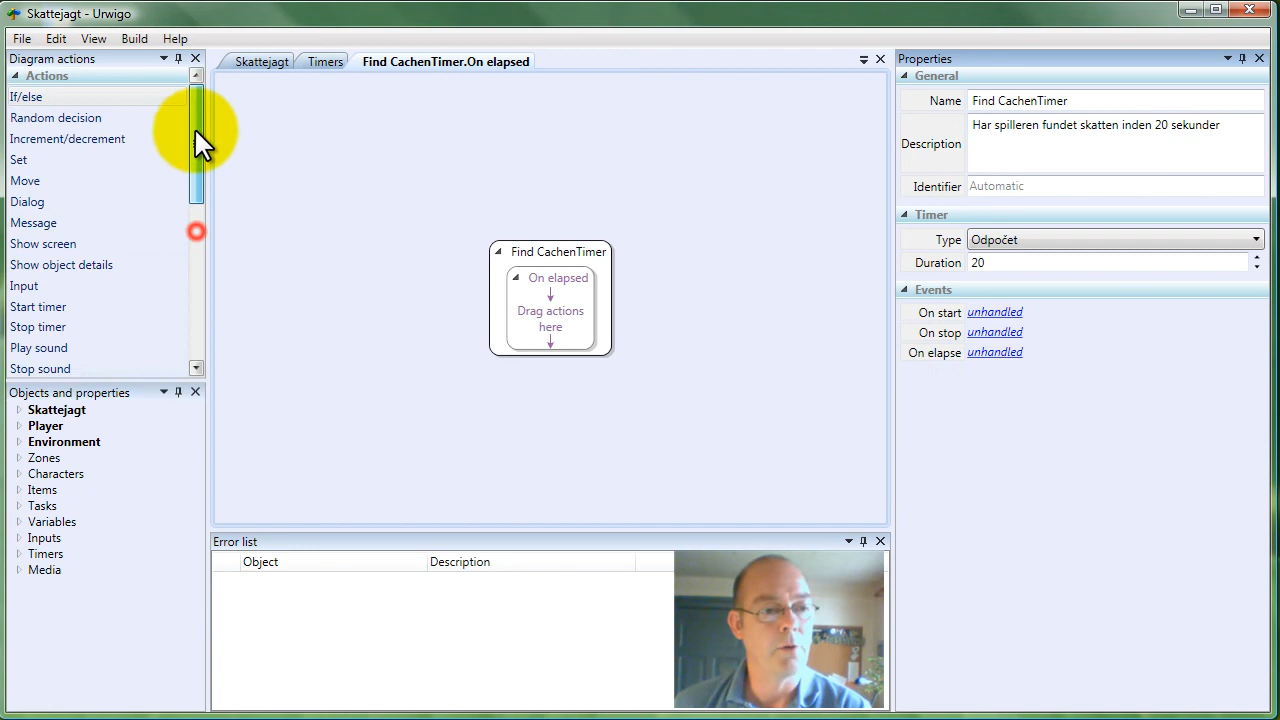 Skattejagt - Urwigo
File Edit View Build Help
Diagram actions
Actions
If/else
Random decision
Increment/decrement
Set
Move
Dialog
Message
Show screen
Show object details
Input
Start timer
Stop timer
Play sound
Stop sound
Objects and properties
Skattejagt
Player
Environment
Zones
Characters
Items
Tasks
Variables
Inputs
Timers
Media
Skattejagt Timers Find CachenTimer.On elapsed
Find CachenTimer
On elapsed
Drag actions
here
Error list
Object Description
Properties
General
Name Find CachenTimer
Description Har spilleren fundet skatten inden 20 sekunder
Identifier Automatic
Timer
Type Odpočet
Duration 20
Events
On start unhandled
On stop unhandled
On elapse unhandled